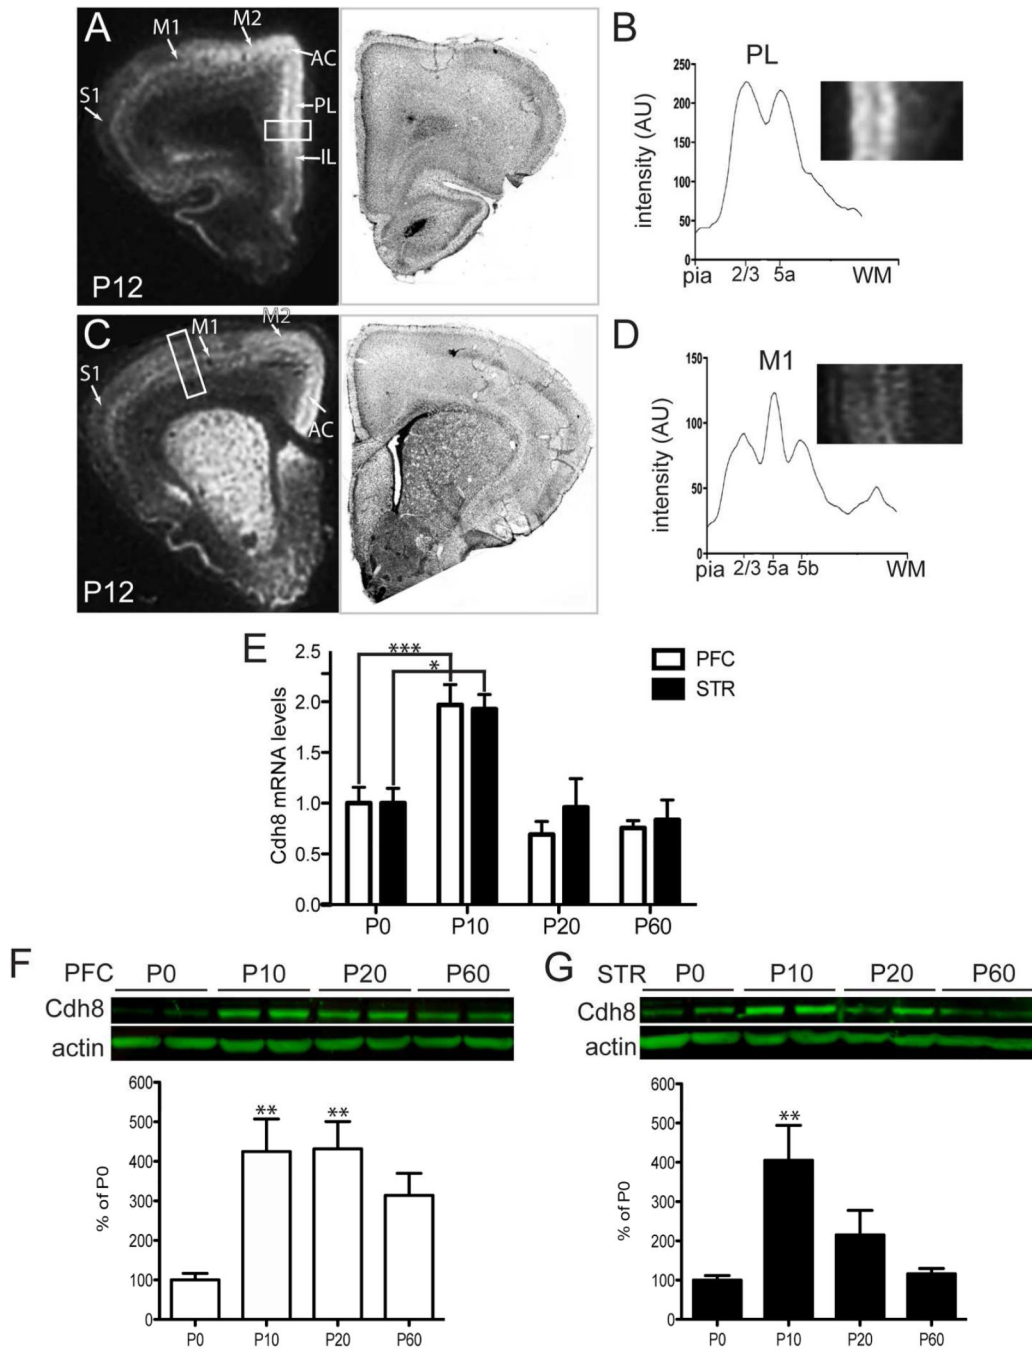 A
M1
M2
AC
S1
PL
IL
P12
B
PL
intensity (AU)
250
200
150
100
50
0
pia 2/3 5a WM
C
M1
M2
S1
AC
P12
D
M1
intensity (AU)
150
100
50
0
pia 2/3 5a 5b WM
E
Cdh8 mRNA levels
2.5
2.0
1.5
1.0
0.5
0.0
***
*
PFC
STR
P0 P10 P20 P60
F
PFC P0 P10 P20 P60
Cdh8
actin
% of P0
600
500
400
300
200
100
0
** **
P0 P10 P20 P60
G
STR P0 P10 P20 P60
Cdh8
actin
% of P0
600
500
400
300
200
100
0
**
P0 P10 P20 P60